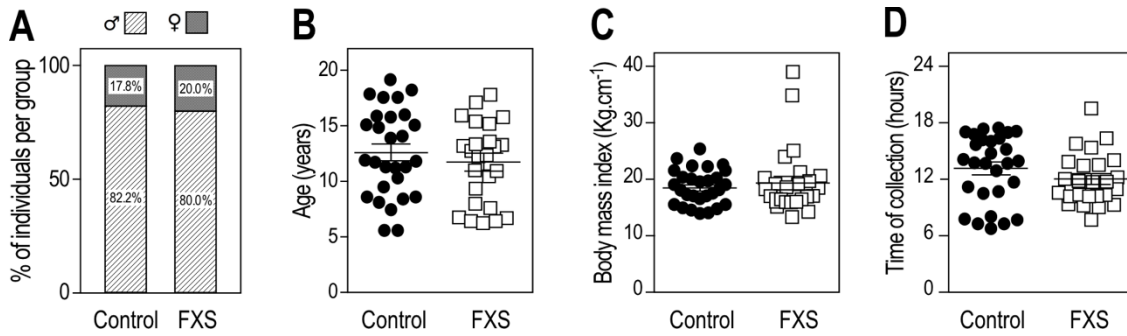 A
♂ ♀
% of individuals per group
100
50
0
17.8%
82.2%
20.0%
80.0%
Control FXS
B
Age (years)
20
15
10
5
0
Control FXS
C
Body mass index (Kg.cm⁻¹)
40
30
20
10
0
Control FXS
D
Time of collection (hours)
24
18
12
6
0
Control FXS